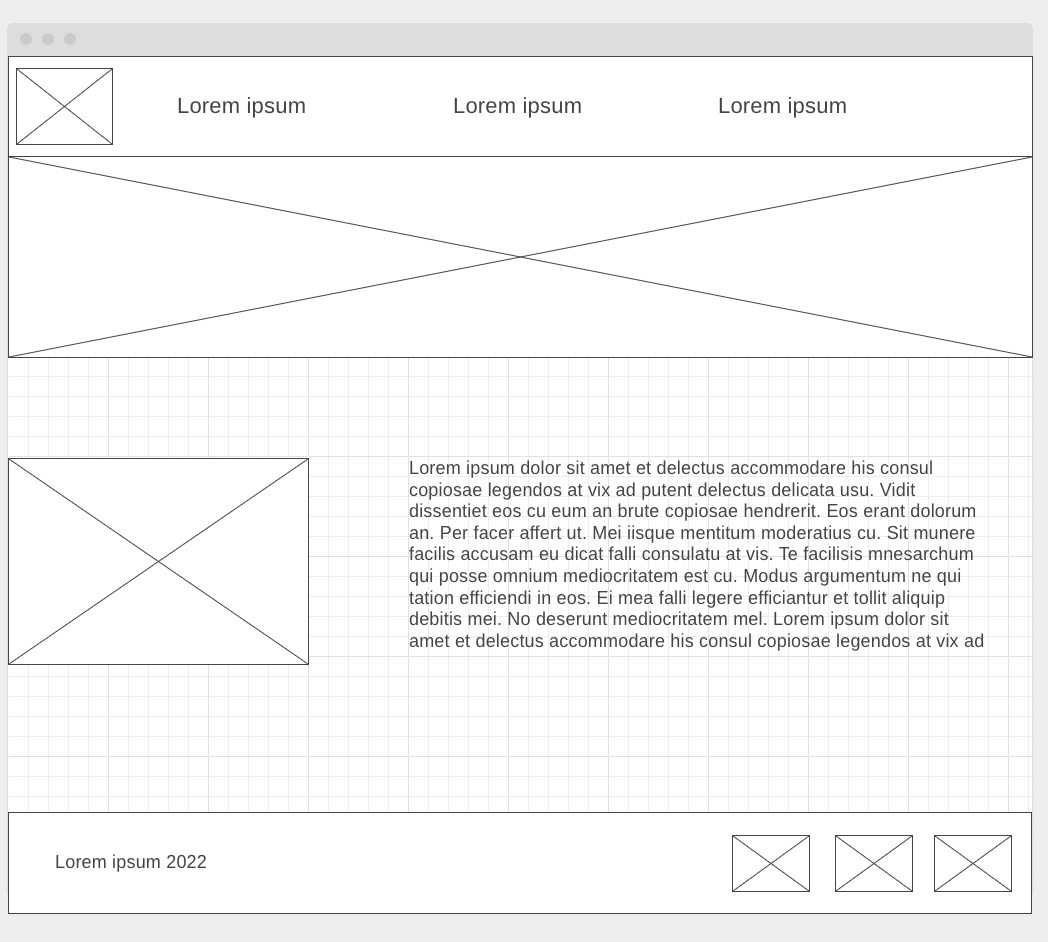 Lorem ipsum
Lorem ipsum
Lorem ipsum
Lorem ipsum dolor sit amet et delectus accommodare his consul
copiosae legendos at vix ad putent delectus delicata usu. Vidit
dissentiet eos cu eum an brute copiosae hendrerit. Eos erant dolorum
an. Per facer affert ut. Mei iisque mentitum moderatius cu. Sit munere
facilis accusam eu dicat falli consulatu at vis. Te facilisis mnesarchum
qui posse omnium mediocritatem est cu. Modus argumentum ne qui
tation efficiendi in eos. Ei mea falli legere efficiantur et tollit aliquip
debitis mei. No deserunt mediocritatem mel. Lorem ipsum dolor sit
amet et delectus accommodare his consul copiosae legendos at vix ad
Lorem ipsum 2022